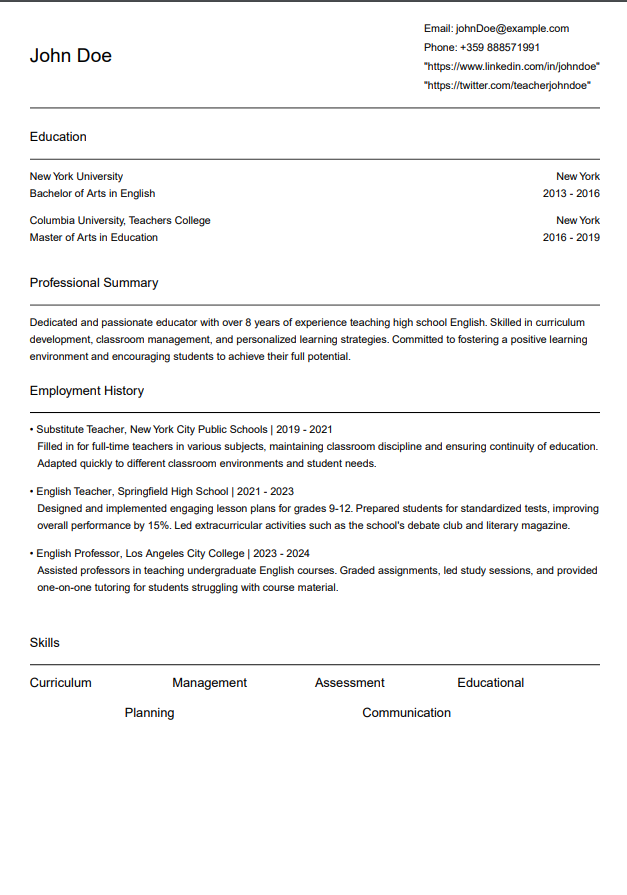 John Doe
Email: johnDoe@example.com
Phone: +359 888571991
"https://www.linkedin.com/in/johndoe"
"https://twitter.com/teacherjohndoe"
Education
New York University New York
Bachelor of Arts in English 2013 - 2016
Columbia University, Teachers College New York
Master of Arts in Education 2016 - 2019
Professional Summary
Dedicated and passionate educator with over 8 years of experience teaching high school English. Skilled in curriculum
development, classroom management, and personalized learning strategies. Committed to fostering a positive learning
environment and encouraging students to achieve their full potential.
Employment History
• Substitute Teacher, New York City Public Schools | 2019 - 2021
Filled in for full-time teachers in various subjects, maintaining classroom discipline and ensuring continuity of education.
Adapted quickly to different classroom environments and student needs.
• English Teacher, Springfield High School | 2021 - 2023
Designed and implemented engaging lesson plans for grades 9-12. Prepared students for standardized tests, improving
overall performance by 15%. Led extracurricular activities such as the school's debate club and literary magazine.
• English Professor, Los Angeles City College | 2023 - 2024
Assisted professors in teaching undergraduate English courses. Graded assignments, led study sessions, and provided
one-on-one tutoring for students struggling with course material.
Skills
Curriculum Management Assessment Educational
Planning Communication